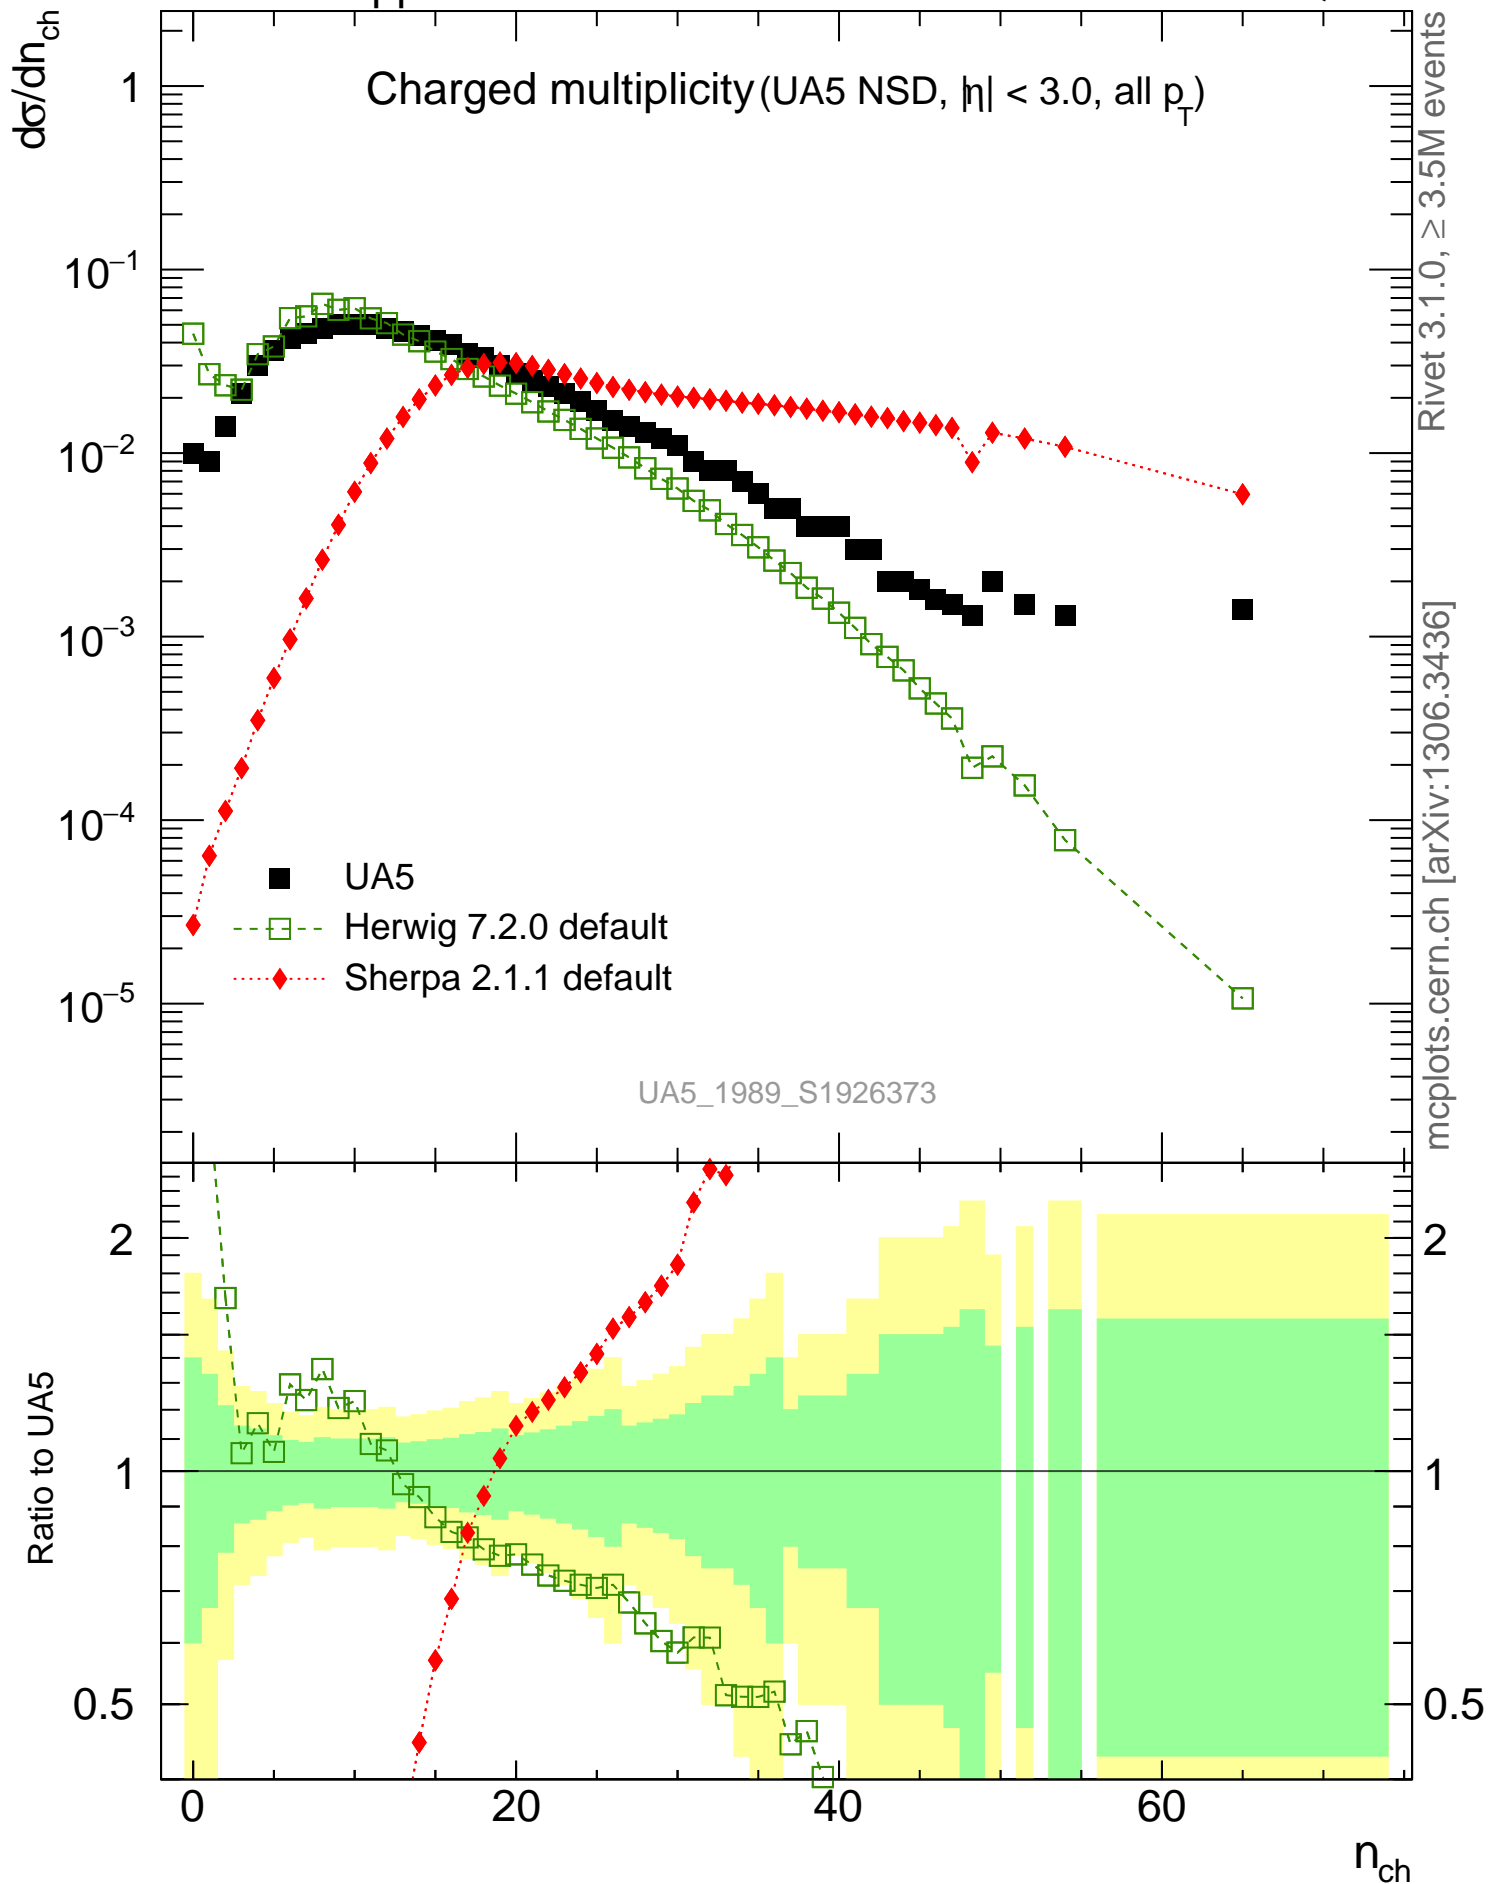 dσ/dn_ch
Charged multiplicity (UA5 NSD, |η| < 3.0, all p_T)
1
10⁻¹
10⁻²
10⁻³
10⁻⁴
10⁻⁵
UA5
Herwig 7.2.0 default
Sherpa 2.1.1 default
UA5_1989_S1926373
Rivet 3.1.0, ≥ 3.5M events
mcplots.cern.ch [arXiv:1306.3436]
Ratio to UA5
2
1
0.5
2
1
0.5
0 20 40 60
n_ch